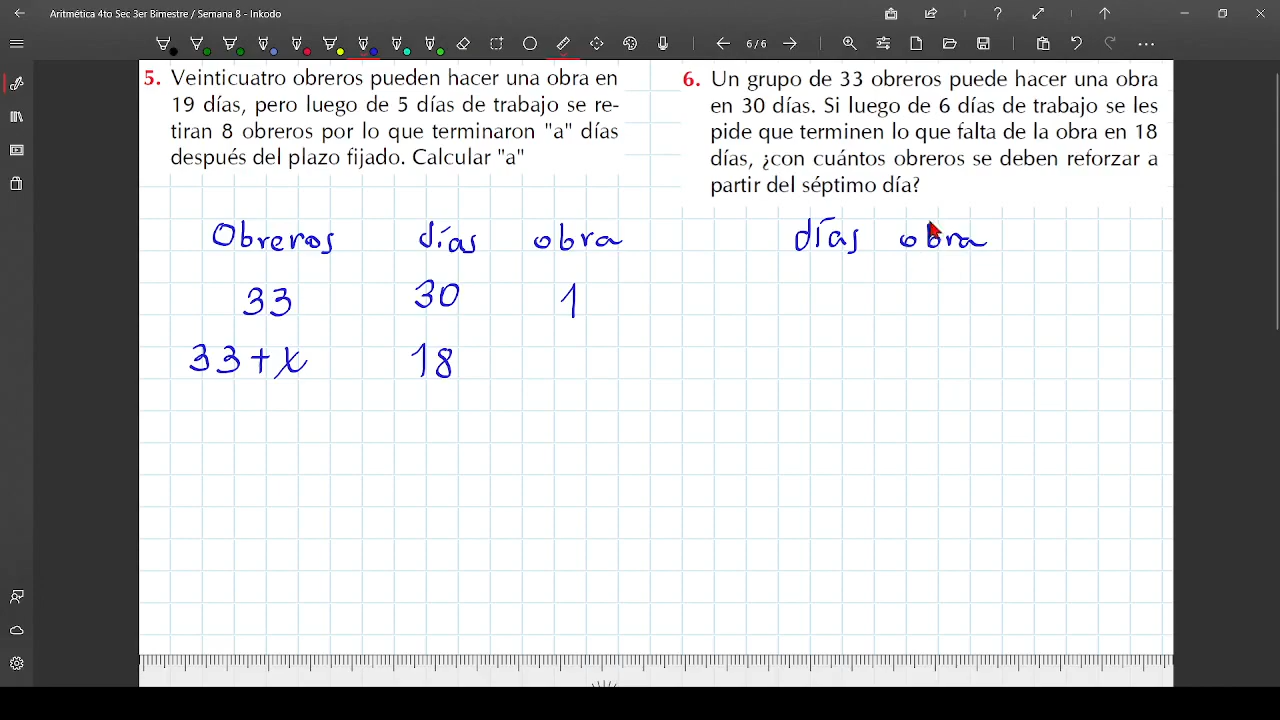 Aritmética 4to Sec 3er Bimestre / Semana 8 - Inkodo
6/6
5. Veinticuatro obreros pueden hacer una obra en
19 días, pero luego de 5 días de trabajo se re-
tiran 8 obreros por lo que terminaron "a" días
después del plazo fijado. Calcular "a"
6. Un grupo de 33 obreros puede hacer una obra
en 30 días. Si luego de 6 días de trabajo se les
pide que terminen lo que falta de la obra en 18
días, ¿con cuántos obreros se deben reforzar a
partir del séptimo día?
Obreros días obra
33 30 1
33+x 18
días obra